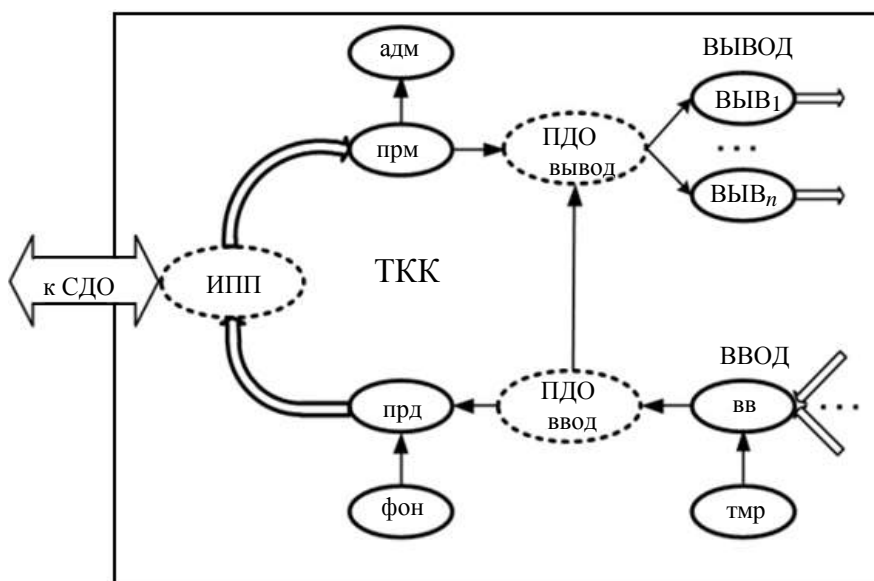 адм
ВЫВОД
ВЫВ1
прм
ПДО
вывод
...
ВЫВn
к СДО
ИПП
ТКК
ВВОД
прд
ПДО
ввод
вв
...
фон
тмр